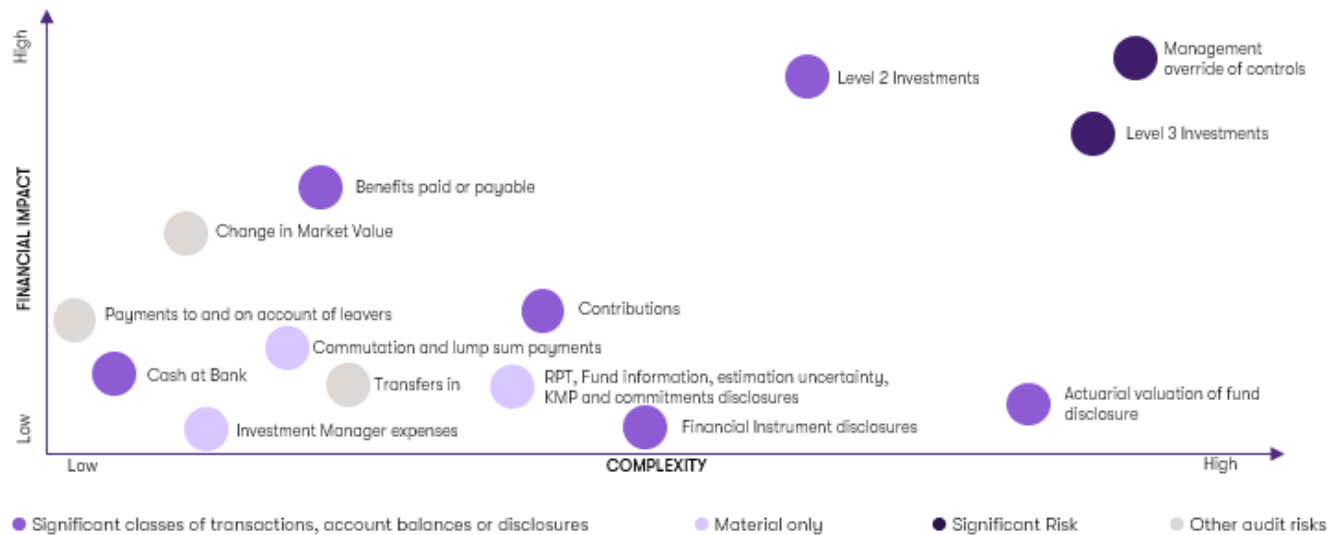 High
Management
override of controls
Level 2 Investments
Level 3 Investments
FINANCIAL IMPACT
Benefits paid or payable
Change in Market Value
Payments to and on account of leavers
Contributions
Commutation and lump sum payments
Cash at Bank
Transfers in
RPT, Fund information, estimation uncertainty,
KMP and commitments disclosures
Actuarial valuation of fund
disclosure
Low
Investment Manager expenses
Financial Instrument disclosures
Low
COMPLEXITY
High
Significant classes of transactions, account balances or disclosures
Material only
Significant Risk
Other audit risks